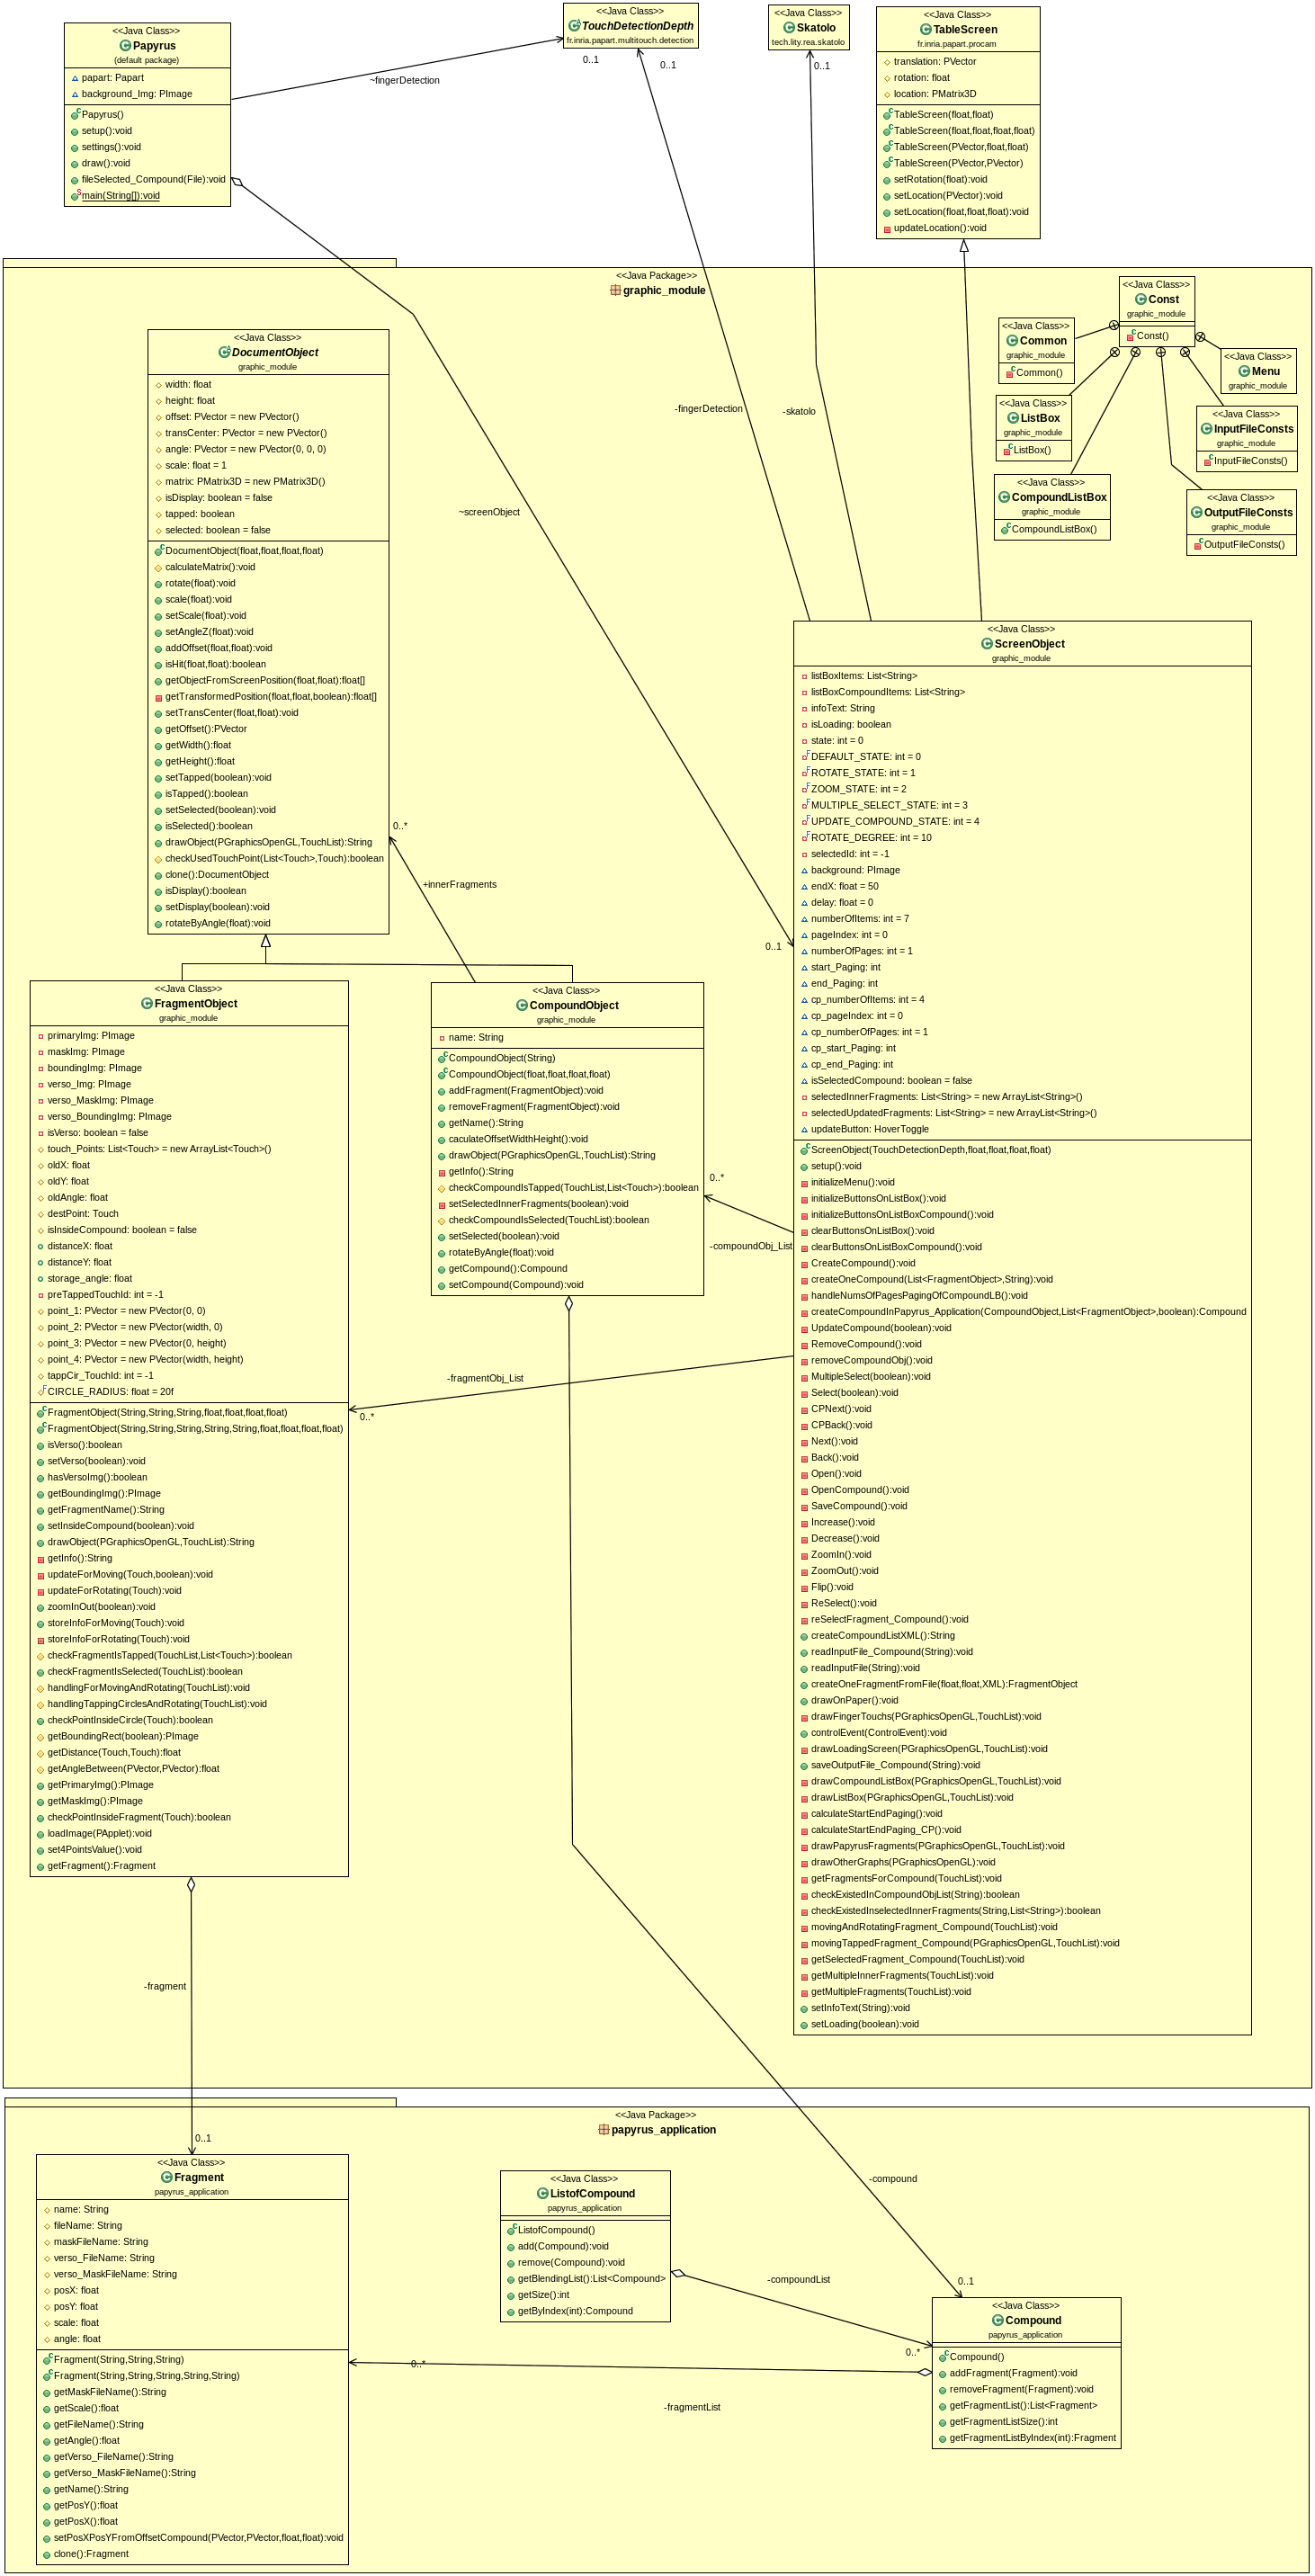 <<Java Class>>
Papyrus
(default package)
papart: Papart
background_Img: PImage
Papyrus()
setup():void
settings():void
draw():void
fileSelected_Compound(File):void
main(String[]):void
<<Java Class>>
TouchDetectionDepth
fr.inria.papart.multitouch.detection
<<Java Class>>
Skatolo
tech.lity.rea.skatolo
<<Java Class>>
TableScreen
fr.inria.papart.procam
translation: PVector
rotation: float
location: PMatrix3D
TableScreen(float,float)
TableScreen(float,float,float,float)
TableScreen(PVector,float,float)
TableScreen(PVector,PVector)
setRotation(float):void
setLocation(PVector):void
setLocation(float,float,float):void
updateLocation():void
~fingerDetection
0..1
0..1
0..1
<<Java Package>>
graphic_module
<<Java Class>>
Const
graphic_module
Const()
<<Java Class>>
Common
graphic_module
Common()
<<Java Class>>
Menu
graphic_module
<<Java Class>>
ListBox
graphic_module
ListBox()
<<Java Class>>
InputFileConsts
graphic_module
InputFileConsts()
<<Java Class>>
CompoundListBox
graphic_module
CompoundListBox()
<<Java Class>>
OutputFileConsts
graphic_module
OutputFileConsts()
-fingerDetection
-skatolo
~screenObject
<<Java Class>>
DocumentObject
graphic_module
width: float
height: float
offset: PVector = new PVector()
transCenter: PVector = new PVector()
angle: PVector = new PVector(0, 0, 0)
scale: float = 1
matrix: PMatrix3D = new PMatrix3D()
isDisplay: boolean = false
tapped: boolean
selected: boolean = false
DocumentObject(float,float,float,float)
calculateMatrix():void
rotate(float):void
scale(float):void
setScale(float):void
setAngleZ(float):void
addOffset(float,float):void
isHit(float,float):boolean
getObjectFromScreenPosition(float,float):float[]
getTransformedPosition(float,float,boolean):float[]
setTransCenter(float,float):void
getOffset():PVector
getWidth():float
getHeight():float
setTapped(boolean):void
isTapped():boolean
setSelected(boolean):void
isSelected():boolean
drawObject(PGraphicsOpenGL,TouchList):String
checkUsedTouchPoint(List<Touch>,Touch):boolean
clone():DocumentObject
isDisplay():boolean
setDisplay(boolean):void
rotateByAngle(float):void
0..*
+innerFragments
0..1
<<Java Class>>
ScreenObject
graphic_module
listBoxItems: List<String>
listBoxCompoundItems: List<String>
infoText: String
isLoading: boolean
state: int = 0
DEFAULT_STATE: int = 0
ROTATE_STATE: int = 1
ZOOM_STATE: int = 2
MULTIPLE_SELECT_STATE: int = 3
UPDATE_COMPOUND_STATE: int = 4
ROTATE_DEGREE: int = 10
selectedId: int = -1
background: PImage
endX: float = 50
delay: float = 0
numberOfItems: int = 7
pageIndex: int = 0
numberOfPages: int = 1
start_Paging: int
end_Paging: int
cp_numberOfItems: int = 4
cp_pageIndex: int = 0
cp_numberOfPages: int = 1
cp_start_Paging: int
cp_end_Paging: int
isSelectedCompound: boolean = false
selectedInnerFragments: List<String> = new ArrayList<String>()
selectedUpdatedFragments: List<String> = new ArrayList<String>()
updateButton: HoverToggle
ScreenObject(TouchDetectionDepth,float,float,float)
setup():void
initializeMenu():void
initializeButtonsOnListBox():void
initializeButtonsOnListBoxCompound():void
clearButtonsOnListBox():void
clearButtonsOnListBoxCompound():void
CreateCompound():void
createOneCompound(List<FragmentObject>,String):void
handleNumsOfPagesPagingOfCompoundLB():void
createCompoundInPapyrus_Application(CompoundObject,List<FragmentObject>,boolean):Compound
UpdateCompound(boolean):void
RemoveCompound():void
removeCompoundObj():void
MultipleSelect(boolean):void
Select(boolean):void
CPNext():void
CPBack():void
Next():void
Back():void
Open():void
OpenCompound():void
SaveCompound():void
Increase():void
Decrease():void
ZoomIn():void
ZoomOut():void
Flip():void
ReSelect():void
reSelectFragment_Compound():void
createCompoundListXML():String
readInputFile_Compound(String):void
readInputFile(String):void
createOneFragmentFromFile(float,float,XML):FragmentObject
drawOnPaper():void
drawFingerTouchs(PGraphicsOpenGL,TouchList):void
controlEvent(ControlEvent):void
drawLoadingScreen(PGraphicsOpenGL,TouchList):void
saveOutputFile_Compound(String):void
drawCompoundListBox(PGraphicsOpenGL,TouchList):void
drawListBox(PGraphicsOpenGL,TouchList):void
calculateStartEndPaging():void
calculateStartEndPaging_CP():void
drawPapyrusFragments(PGraphicsOpenGL,TouchList):void
drawOtherGraphs(PGraphicsOpenGL):void
getFragmentsForCompound(TouchList):void
checkExistedInCompoundObjList(String):boolean
checkExistedInselectedInnerFragments(String,List<String>):boolean
movingAndRotatingFragment_Compound(TouchList):void
movingTappedFragment_Compound(PGraphicsOpenGL,TouchList):void
getSelectedFragment_Compound(TouchList):void
getMultipleInnerFragments(TouchList):void
getMultipleFragments(TouchList):void
setInfoText(String):void
setLoading(boolean):void
<<Java Class>>
FragmentObject
graphic_module
primaryImg: PImage
maskImg: PImage
boundingImg: PImage
verso_Img: PImage
verso_MaskImg: PImage
verso_BoundingImg: PImage
isVerso: boolean = false
touch_Points: List<Touch> = new ArrayList<Touch>()
oldX: float
oldY: float
oldAngle: float
destPoint: Touch
isInsideCompound: boolean = false
distanceX: float
distanceY: float
storage_angle: float
preTappedTouchId: int = -1
point_1: PVector = new PVector(0, 0)
point_2: PVector = new PVector(width, 0)
point_3: PVector = new PVector(0, height)
point_4: PVector = new PVector(width, height)
tappCir_TouchId: int = -1
CIRCLE_RADIUS: float = 20f
FragmentObject(String,String,String,float,float,float,float)
FragmentObject(String,String,String,String,String,float,float,float,float)
isVerso():boolean
setVerso(boolean):void
hasVersoImg():boolean
getBoundingImg():PImage
getFragmentName():String
setInsideCompound(boolean):void
drawObject(PGraphicsOpenGL,TouchList):String
getInfo():String
updateForMoving(Touch,boolean):void
updateForRotating(Touch):void
zoomInOut(boolean):void
storeInfoForMoving(Touch):void
storeInfoForRotating(Touch):void
checkFragmentIsTapped(TouchList,List<Touch>):boolean
checkFragmentIsSelected(TouchList):boolean
handlingForMovingAndRotating(TouchList):void
handlingTappingCirclesAndRotating(TouchList):void
checkPointInsideCircle(Touch):boolean
getBoundingRect(boolean):PImage
getDistance(Touch,Touch):float
getAngleBetween(PVector,PVector):float
getPrimaryImg():PImage
getMaskImg():PImage
checkPointInsideFragment(Touch):boolean
loadImage(PApplet):void
set4PointsValue():void
getFragment():Fragment
<<Java Class>>
CompoundObject
graphic_module
name: String
CompoundObject(String)
CompoundObject(float,float,float,float)
addFragment(FragmentObject):void
removeFragment(FragmentObject):void
getName():String
caculateOffsetWidthHeight():void
drawObject(PGraphicsOpenGL,TouchList):String
getInfo():String
checkCompoundIsTapped(TouchList,List<Touch>):boolean
setSelectedInnerFragments(boolean):void
checkCompoundIsSelected(TouchList):boolean
setSelected(boolean):void
rotateByAngle(float):void
getCompound():Compound
setCompound(Compound):void
0..*
-compoundObj_List
-fragmentObj_List
0..*
-fragment
0..1
<<Java Package>>
papyrus_application
<<Java Class>>
Fragment
papyrus_application
name: String
fileName: String
maskFileName: String
verso_FileName: String
verso_MaskFileName: String
posX: float
posY: float
scale: float
angle: float
Fragment(String,String,String)
Fragment(String,String,String,String,String)
getMaskFileName():String
getScale():float
getFileName():String
getAngle():float
getVerso_FileName():String
getVerso_MaskFileName():String
getName():String
getPosY():float
getPosX():float
setPosXPosYFromOffsetCompound(PVector,PVector,float,float):void
clone():Fragment
<<Java Class>>
ListofCompound
papyrus_application
ListofCompound()
add(Compound):void
remove(Compound):void
getBlendingList():List<Compound>
getSize():int
getByIndex(int):Compound
-compound
-compoundList
0..1
0..*
0..*
-fragmentList
<<Java Class>>
Compound
papyrus_application
Compound()
addFragment(Fragment):void
removeFragment(Fragment):void
getFragmentList():List<Fragment>
getFragmentListSize():int
getFragmentListByIndex(int):Fragment